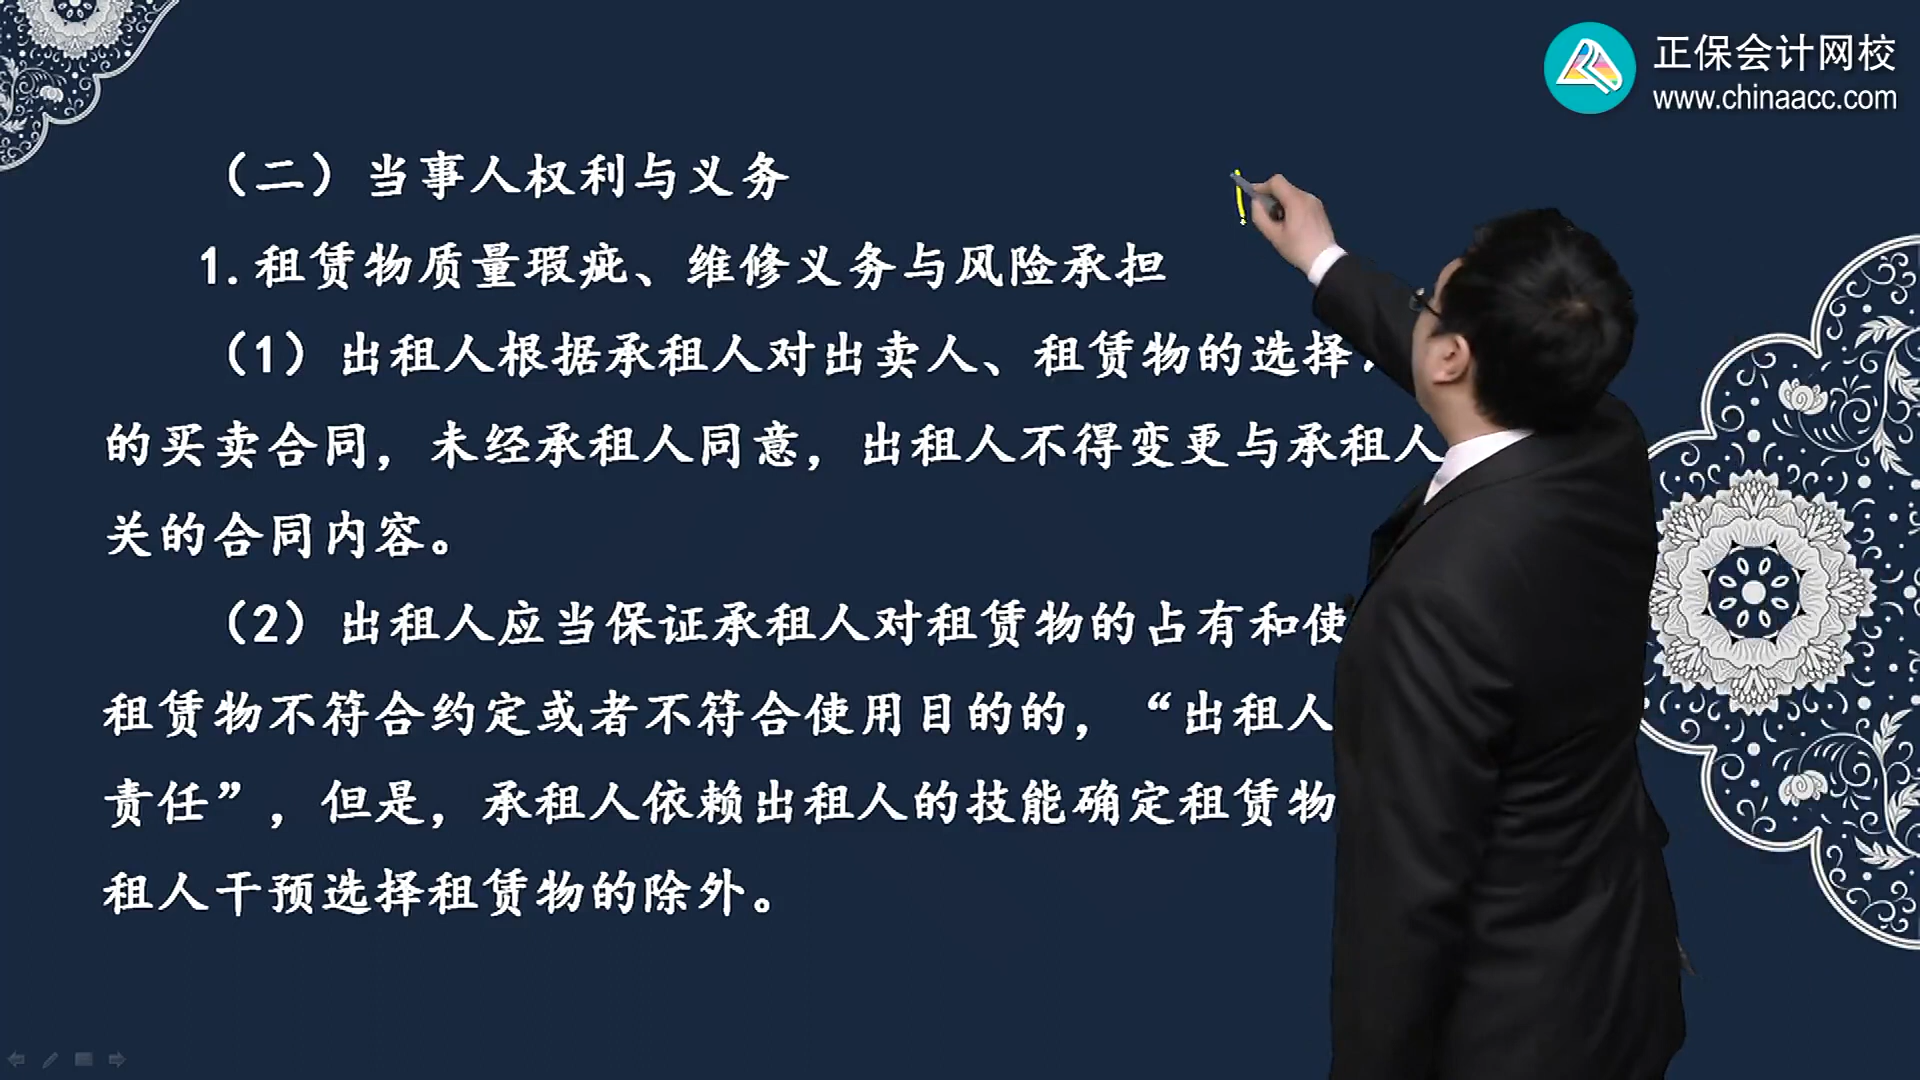 正保会计网校
www.chinaacc.com
（二）当事人权利与义务
1.租赁物质量瑕疵、维修义务与风险承担
（1）出租人根据承租人对出卖人、租赁物的选择，
的买卖合同，未经承租人同意，出租人不得变更与承租人
关的合同内容。
（2）出租人应当保证承租人对租赁物的占有和使
租赁物不符合约定或者不符合使用目的的，“出租人
责任”，但是，承租人依赖出租人的技能确定租赁物
租人干预选择租赁物的除外。